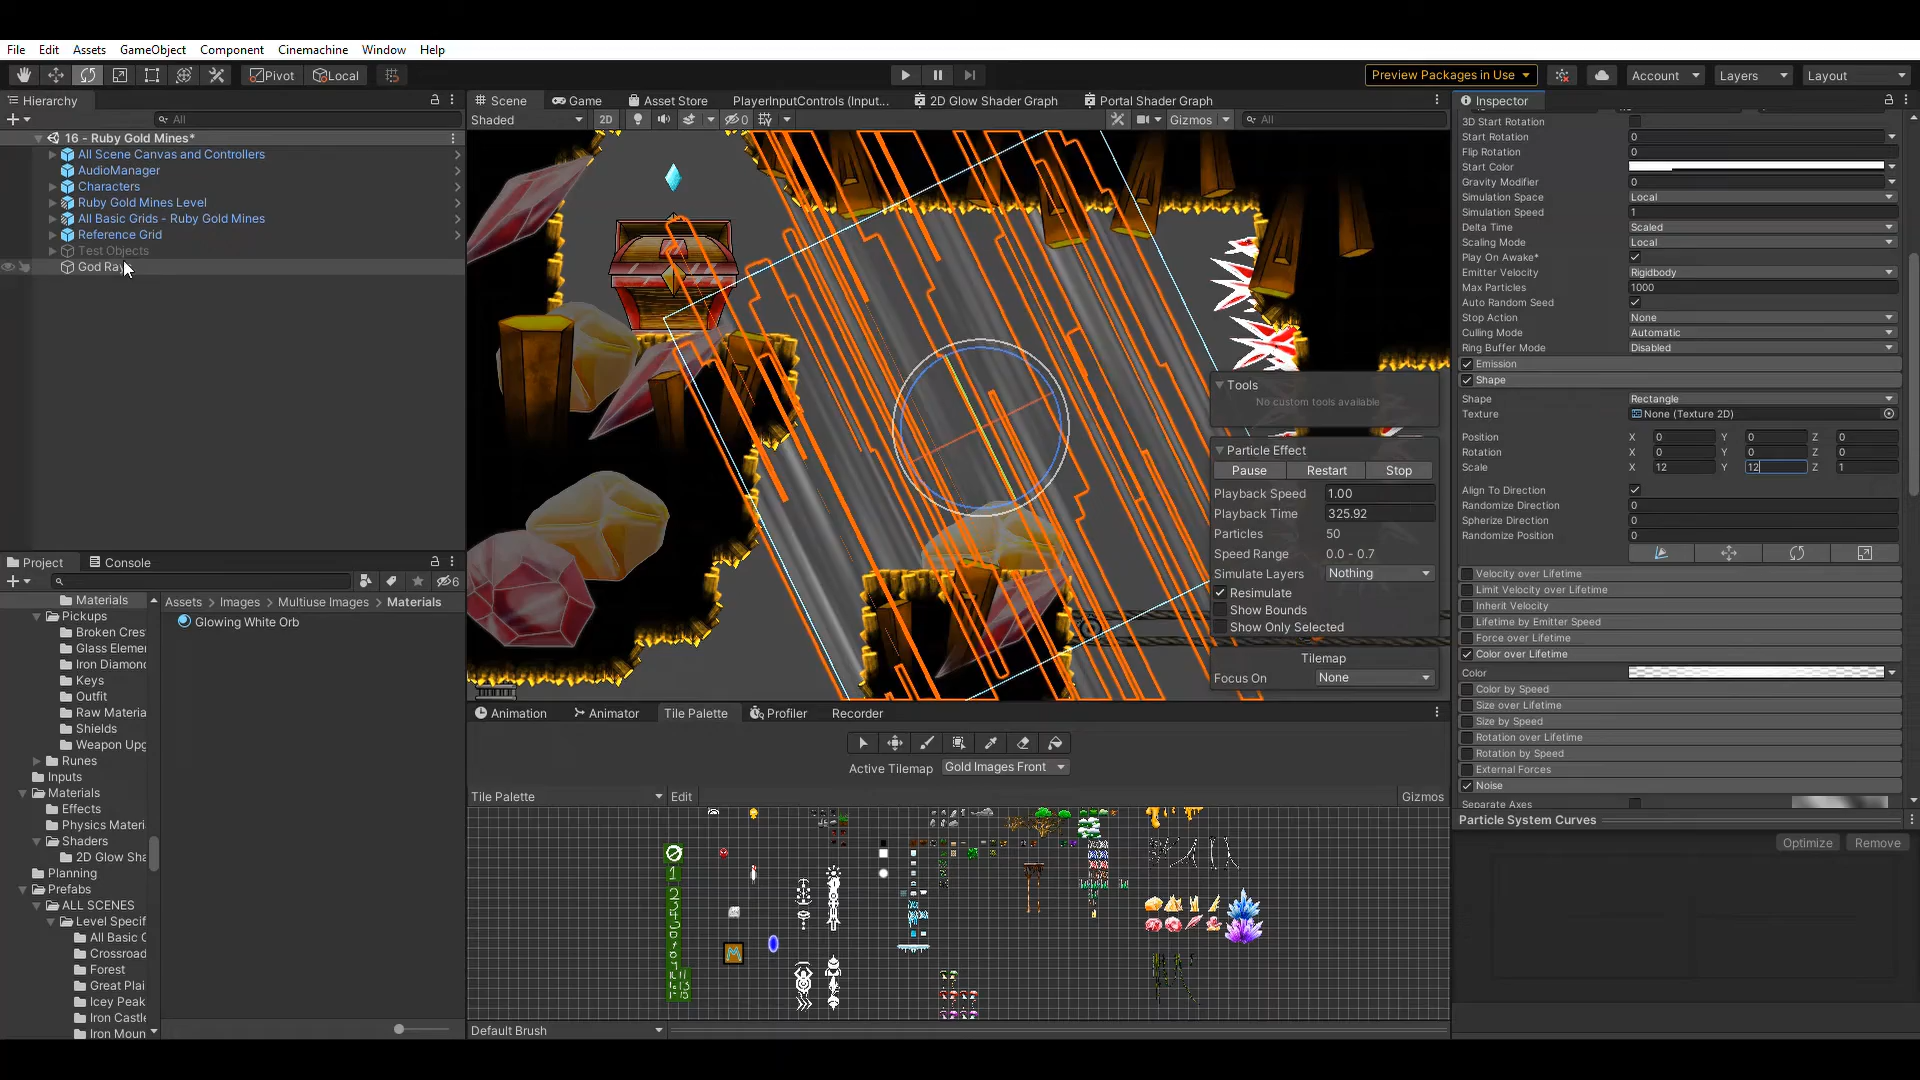 File Edit Assets GameObject Component Cinemachine Window Help
Pivot Local Preview Packages in Use Account Layers Layout
Hierarchy Scene Game Asset Store PlayerInputControls (Input... 2D Glow Shader Graph Portal Shader Graph Inspector
All Shaded 2D 0 Gizmos All
16 - Ruby Gold Mines*
All Scene Canvas and Controllers
AudioManager
Characters
Ruby Gold Mines Level
All Basic Grids - Ruby Gold Mines
Reference Grid
Test Objects
God Ray
Tools
No custom tools available
Particle Effect
Pause Restart Stop
Playback Speed 1.00
Playback Time 325.92
Particles 50
Speed Range 0.0 - 0.7
Simulate Layers Nothing
Resimulate
Show Bounds
Show Only Selected
Tilemap
Focus On None
3D Start Rotation
Start Rotation 0
Flip Rotation 0
Start Color
Gravity Modifier 0
Simulation Space Local
Simulation Speed 1
Delta Time Scaled
Scaling Mode Local
Play On Awake*
Emitter Velocity Rigidbody
Max Particles 1000
Auto Random Seed
Stop Action None
Culling Mode Automatic
Ring Buffer Mode Disabled
Emission
Shape
Shape Rectangle
Texture None (Texture 2D)
Position X 0 Y 0 Z 0
Rotation X 0 Y 0 Z 0
Scale X 12 Y 12 Z 1
Align To Direction
Randomize Direction 0
Spherize Direction 0
Randomize Position 0
Velocity over Lifetime
Limit Velocity over Lifetime
Inherit Velocity
Lifetime by Emitter Speed
Force over Lifetime
Color over Lifetime
Color
Color by Speed
Size over Lifetime
Size by Speed
Rotation over Lifetime
Rotation by Speed
External Forces
Noise
Separate Axes
Particle System Curves
Optimize Remove
Project Console
6
Materials
Pickups
Broken Cres
Glass Elemer
Iron Diamond
Keys
Outfit
Raw Materia
Shields
Weapon Upg
Runes
Inputs
Materials
Effects
Physics Materi
Shaders
2D Glow Sha
Planning
Prefabs
ALL SCENES
Level Specif
All Basic G
Crossroad
Forest
Great Plai
Icey Peak
Iron Castle
Iron Moun
Assets > Images > Multiuse Images > Materials
Glowing White Orb
Animation Animator Tile Palette Profiler Recorder
Active Tilemap Gold Images Front
Tile Palette Edit Gizmos
Default Brush